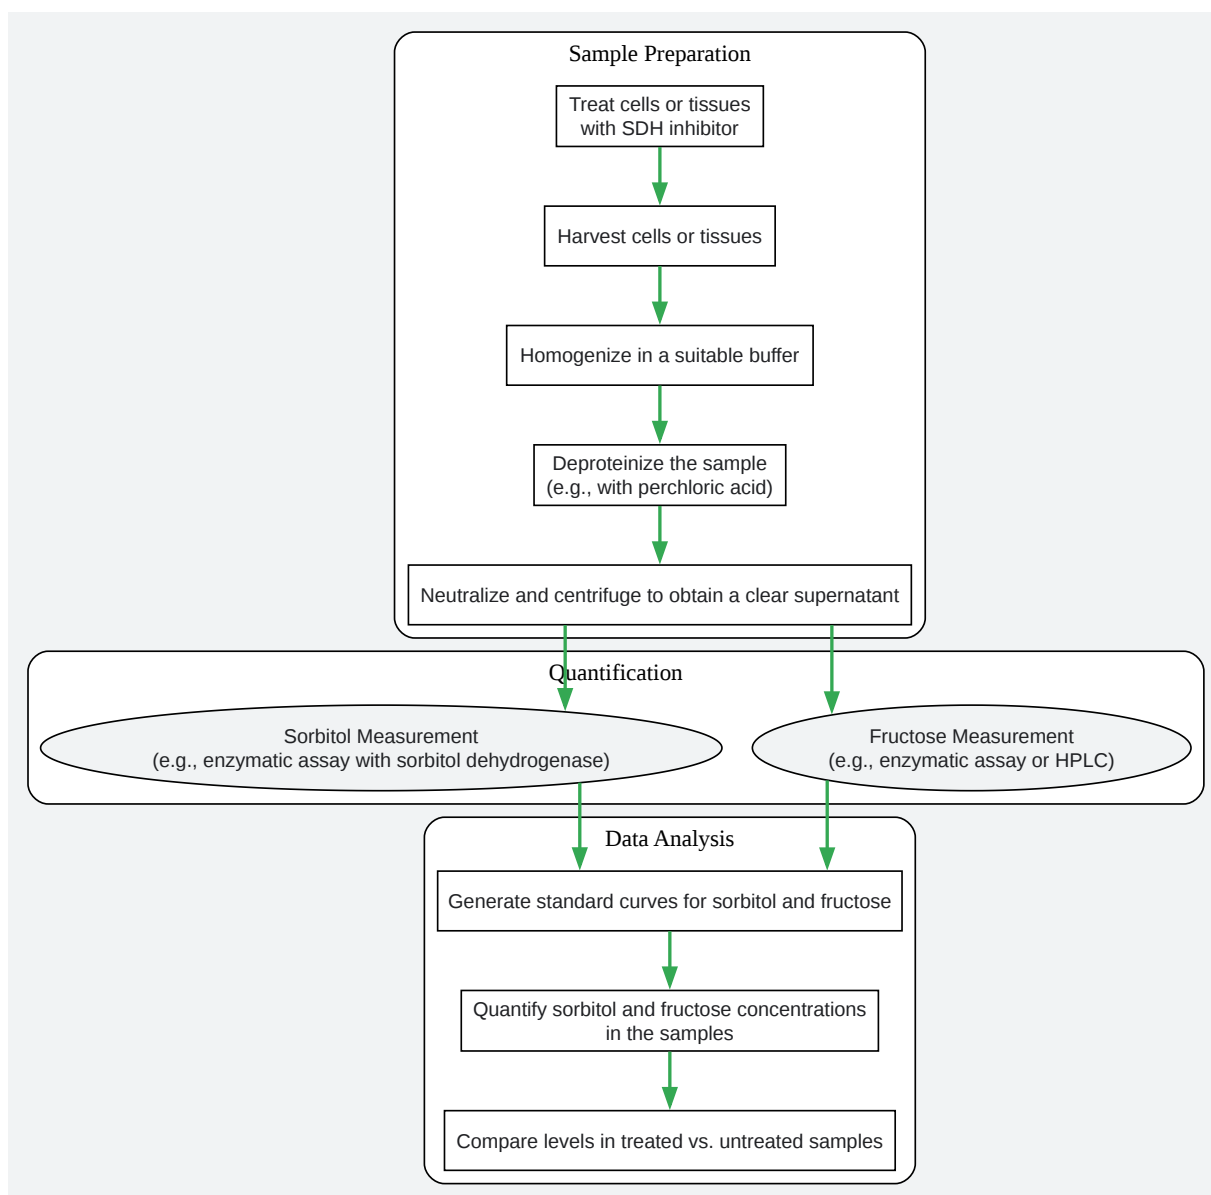 Sample Preparation
Treat cells or tissues
with SDH inhibitor
Harvest cells or tissues
Homogenize in a suitable buffer
Deproteinize the sample
(e.g., with perchloric acid)
Neutralize and centrifuge to obtain a clear supernatant
Quantification
Sorbitol Measurement
(e.g., enzymatic assay with sorbitol dehydrogenase)
Fructose Measurement
(e.g., enzymatic assay or HPLC)
Data Analysis
Generate standard curves for sorbitol and fructose
Quantify sorbitol and fructose concentrations
in the samples
Compare levels in treated vs. untreated samples